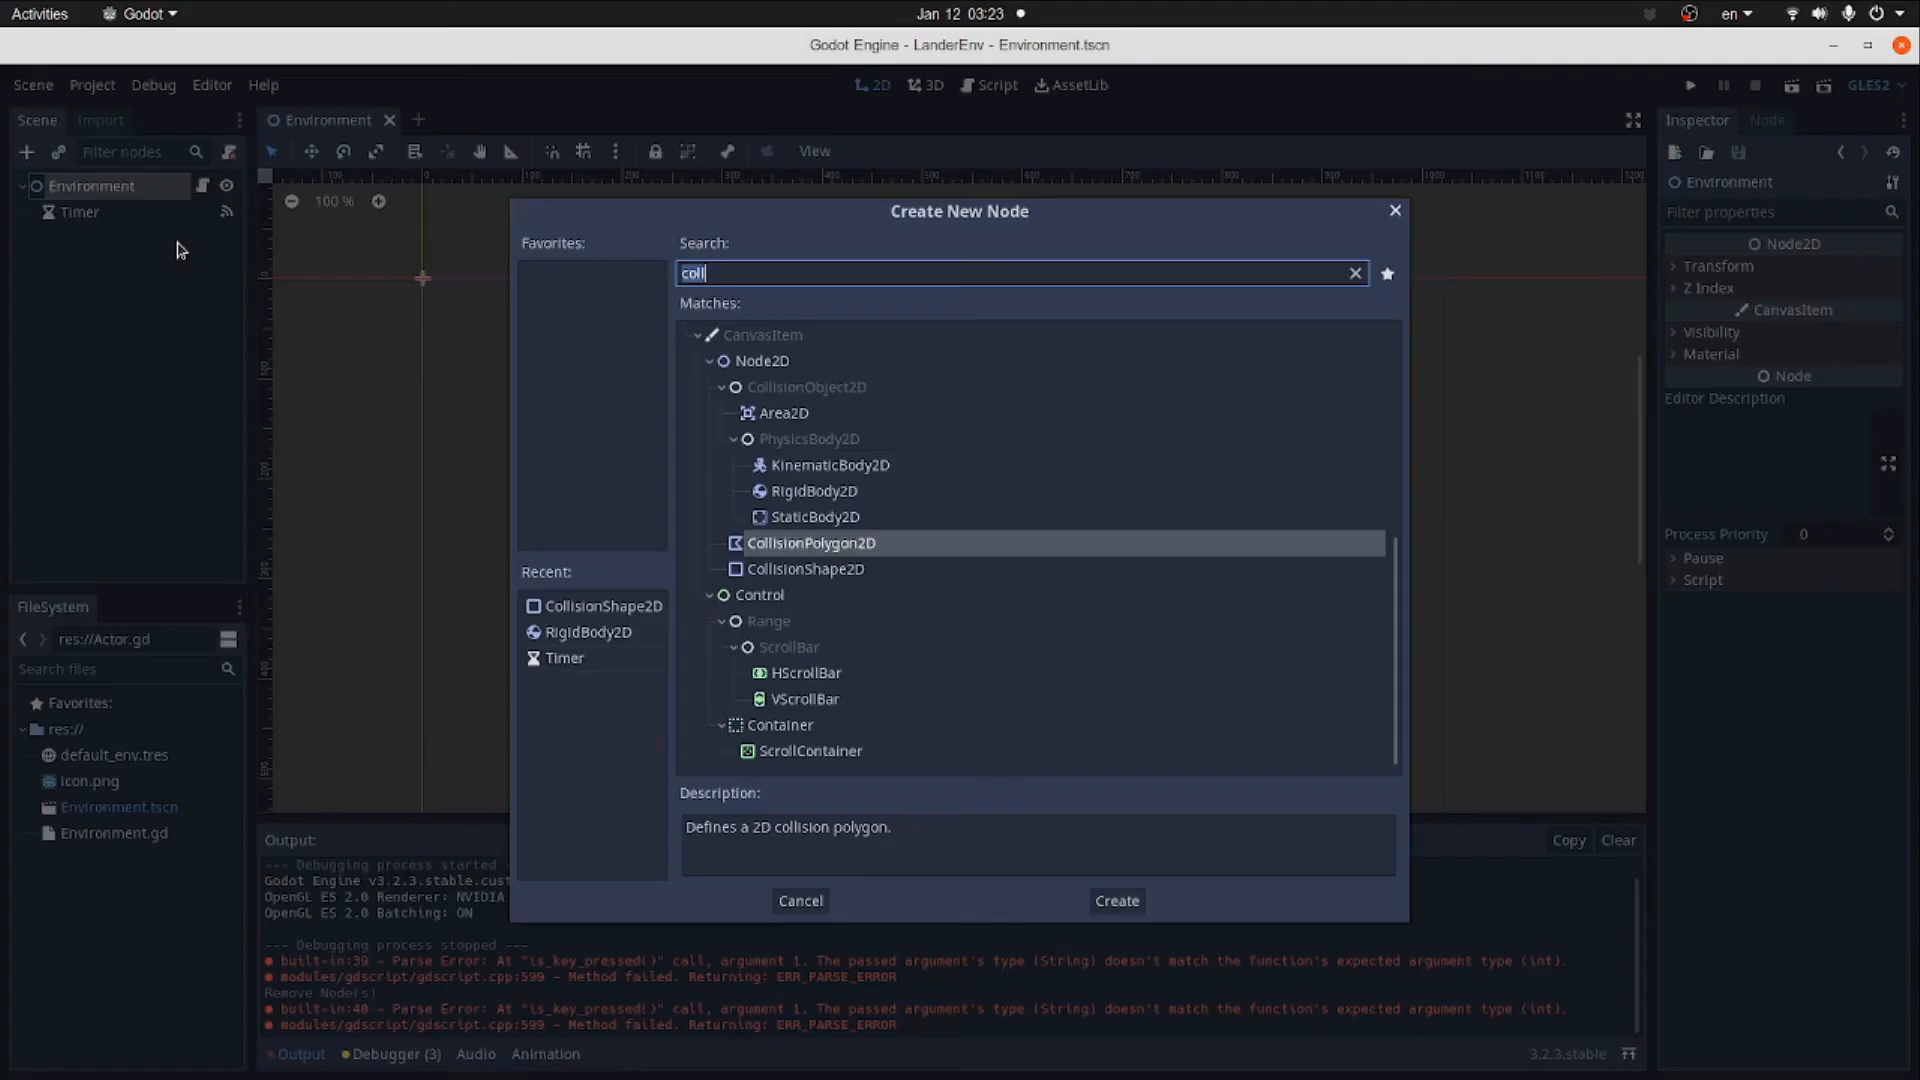 Activities
Godot
Jan 12 03:23
en
Godot Engine - LanderEnv - Environment.tscn
Scene Project Debug Editor Help
2D 3D Script AssetLib
GLES2
Scene Import
Environment
Inspector Node
Filter nodes
View
Environment
Timer
100 %
Environment
Filter properties
Node2D
Transform
Z Index
CanvasItem
Visibility
Material
Node
Editor Description
Process Priority 0
Pause
Script
Create New Node
Favorites:
Search:
coll
Matches:
CanvasItem
Node2D
CollisionObject2D
Area2D
PhysicsBody2D
KinematicBody2D
RigidBody2D
StaticBody2D
CollisionPolygon2D
CollisionShape2D
Control
Range
ScrollBar
HScrollBar
VScrollBar
Container
ScrollContainer
Recent:
CollisionShape2D
RigidBody2D
Timer
Description:
Defines a 2D collision polygon.
Cancel Create
FileSystem
res://Actor.gd
Search files
Favorites:
res://
default_env.tres
icon.png
Environment.tscn
Environment.gd
Output:
Copy Clear
--- Debugging process started
Godot Engine v3.2.3.stable.cust
OpenGL ES 2.0 Renderer: NVIDIA
OpenGL ES 2.0 Batching: ON
--- Debugging process stopped ---
built-in:39 - Parse Error: At "is_key_pressed()" call, argument 1. The passed argument's type (String) doesn't match the function's expected argument type (int).
modules/gdscript/gdscript.cpp:599 - Method failed. Returning: ERR_PARSE_ERROR
Remove Node(s)
built-in:40 - Parse Error: At "is_key_pressed()" call, argument 1. The passed argument's type (String) doesn't match the function's expected argument type (int).
modules/gdscript/gdscript.cpp:599 - Method failed. Returning: ERR_PARSE_ERROR
Output Debugger (3) Audio Animation
3.2.3.stable